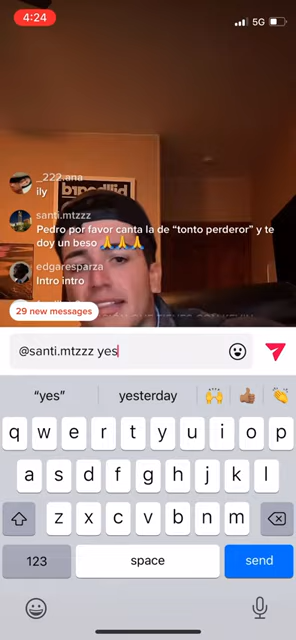 4:24
5G
_222.ana
ily
billboard
santi.mtzzz
Pedro por favor canta la de “tonto perderor” y te
doy un beso 🙏🙏🙏
edgaresparza
Intro intro
29 new messages
@santi.mtzzz yes
“yes” yesterday 🙌 👍🏽 👏
q w e r t y u i o p
a s d f g h j k l
z x c v b n m
123 space send